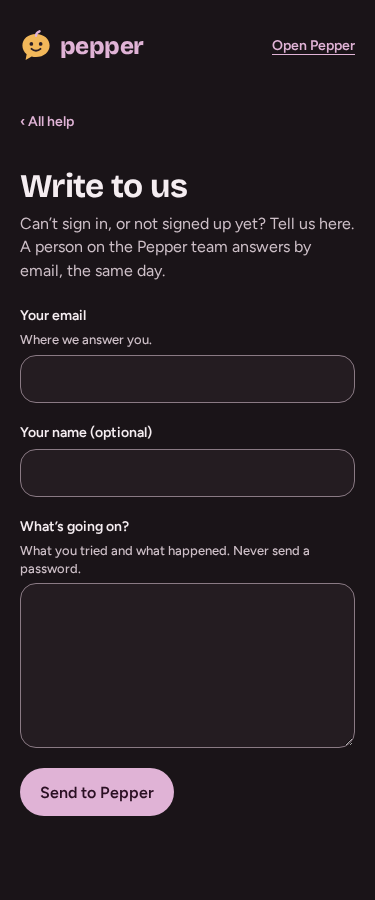 pepper
Open Pepper
‹ All help
Write to us
Can’t sign in, or not signed up yet? Tell us here.
A person on the Pepper team answers by
email, the same day.
Your email
Where we answer you.
Your name (optional)
What’s going on?
What you tried and what happened. Never send a
password.
Send to Pepper